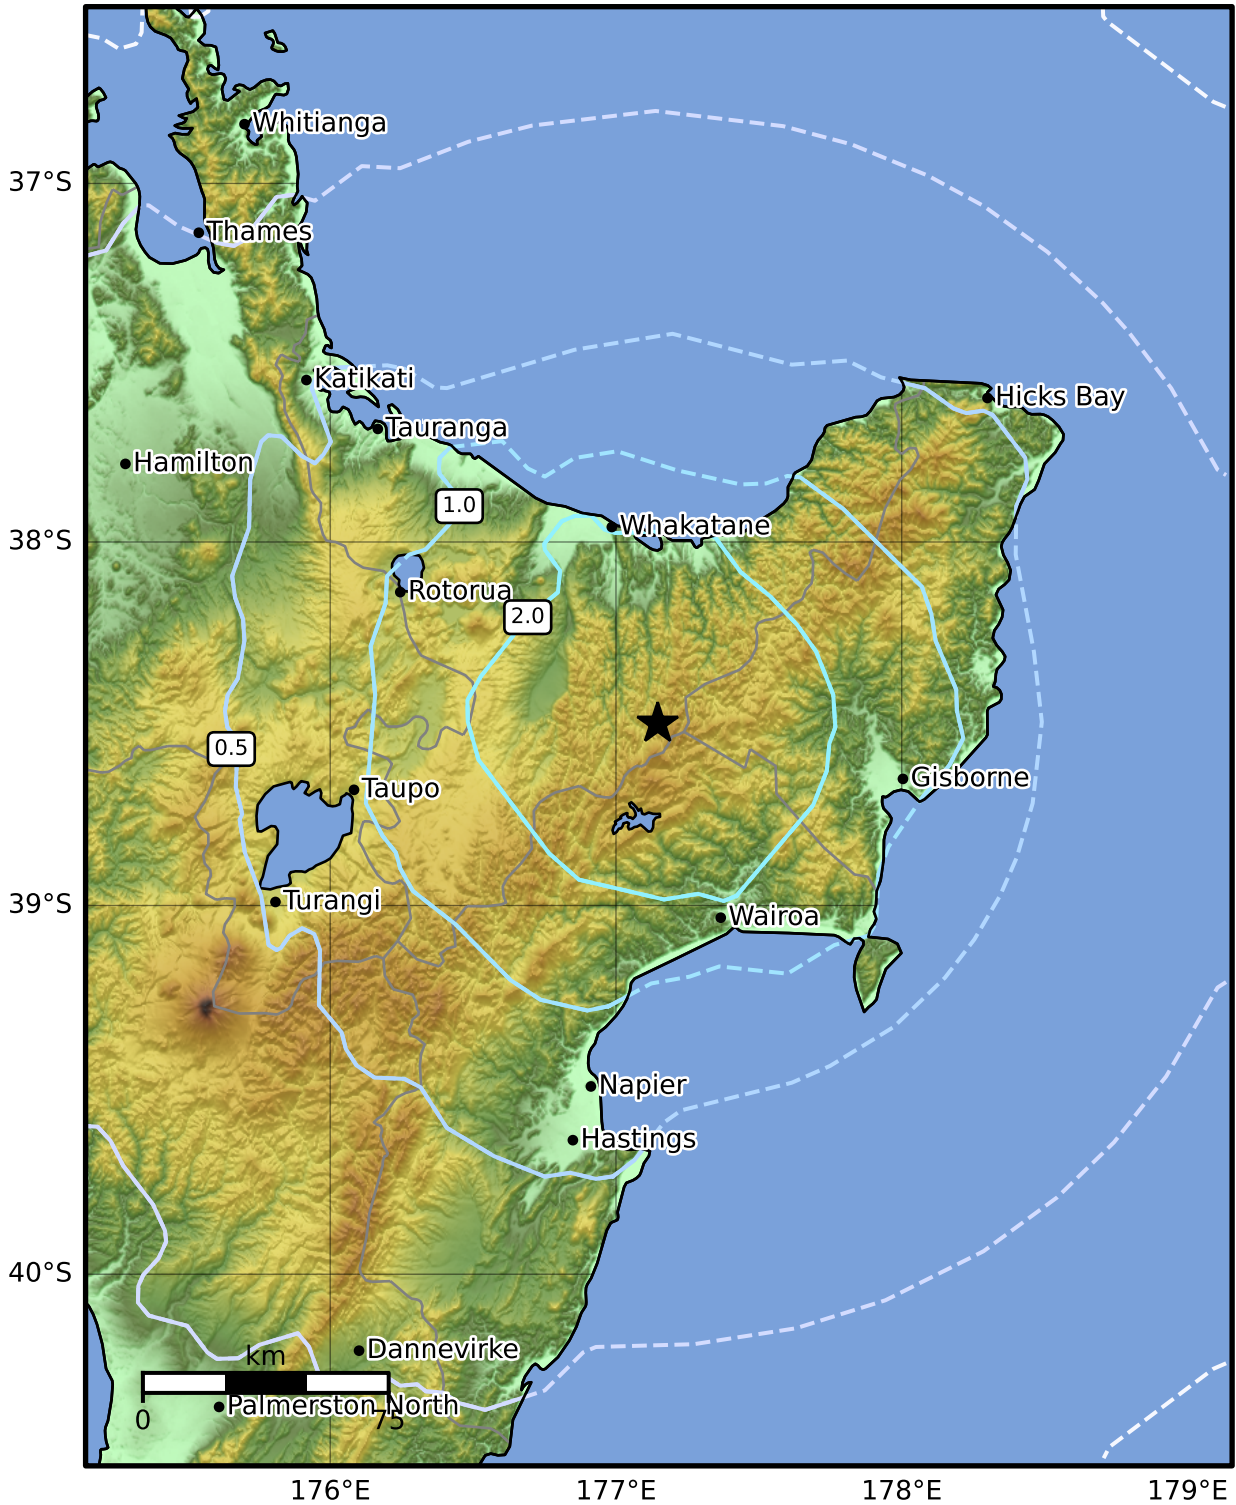 Whitianga
37°S
Thames
Katikati
Hicks Bay
Tauranga
Hamilton
1.0
Whakatane
38°S
Rotorua
2.0
0.5
Gisborne
Taupo
Turangi
39°S
Wairoa
Napier
Hastings
40°S
Dannevirke
km
Palmerston North
0 75
176°E 177°E 178°E 179°E